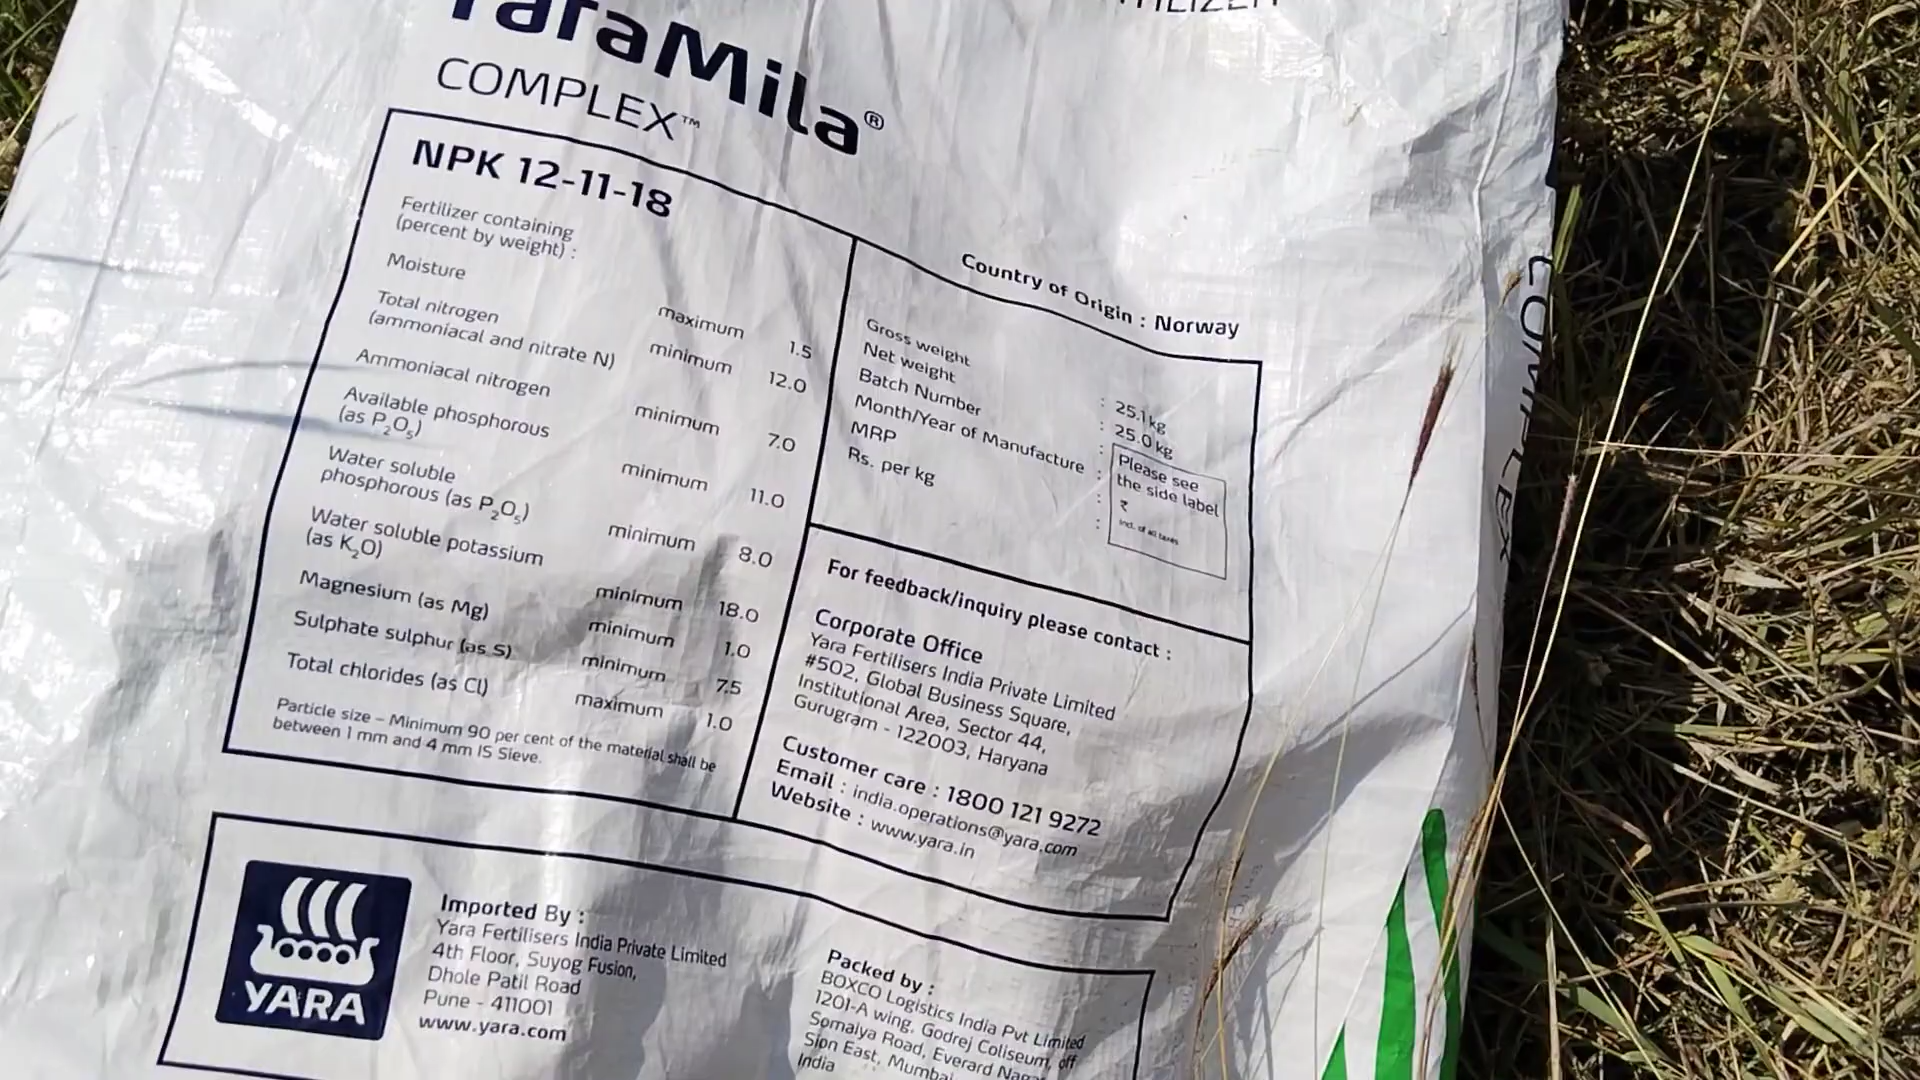 YaraMila®
COMPLEX™
NPK 12-11-18
Fertilizer containing
(percent by weight) :
Moisture maximum 1.5
Total nitrogen
(ammoniacal and nitrate N) minimum 12.0
Ammoniacal nitrogen minimum 7.0
Available phosphorous
(as P₂O₅) minimum 11.0
Water soluble
phosphorous (as P₂O₅) minimum 8.0
Water soluble potassium
(as K₂O) minimum 18.0
Magnesium (as Mg) minimum 1.0
Sulphate sulphur (as S) minimum 7.5
Total chlorides (as Cl) maximum 1.0
Particle size – Minimum 90 per cent of the material shall be
between 1 mm and 4 mm IS Sieve.
Country of Origin : Norway
Gross weight : 25.1 kg
Net weight : 25.0 kg
Batch Number :
Month/Year of Manufacture :
MRP :
Rs. per kg :
Please see
the side label
₹
incl. of all taxes
For feedback/inquiry please contact :
Corporate Office
Yara Fertilisers India Private Limited
#502, Global Business Square,
Institutional Area, Sector 44,
Gurugram - 122003, Haryana
Customer care : 1800 121 9272
Email : india.operations@yara.com
Website : www.yara.in
YARA
Imported By :
Yara Fertilisers India Private Limited
4th Floor, Suyog Fusion,
Dhole Patil Road
Pune - 411001
www.yara.com
Packed by :
BOXCO Logistics India Pvt Limited
1201-A wing, Godrej Coliseum, off
Somaiya Road, Everard
Sion East, Mumbai
India
COMPLEX